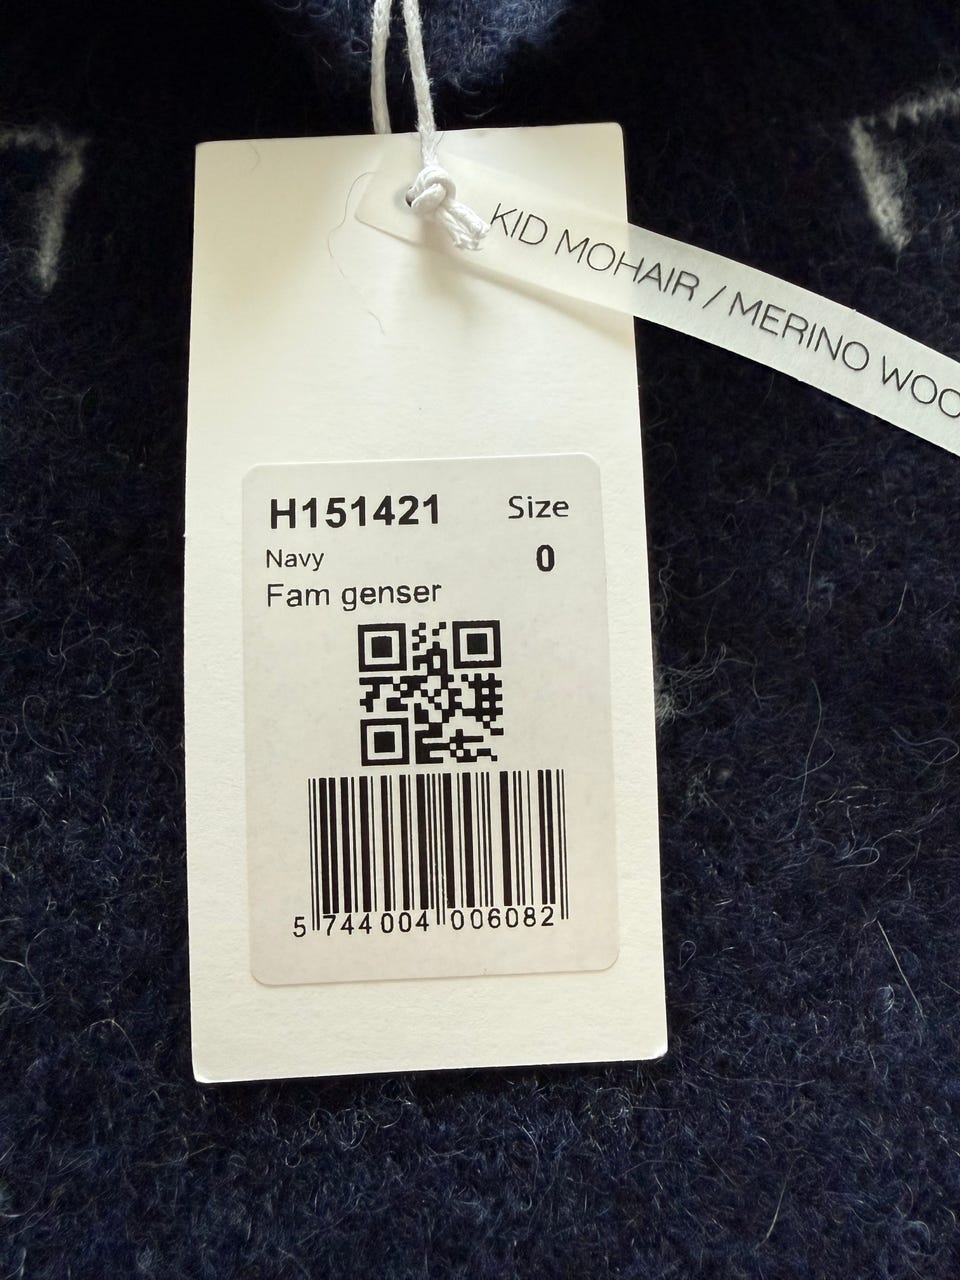 KID MOHAIR / MERINO WOO
H151421 Size
Navy 0
Fam genser
5 744004 006082